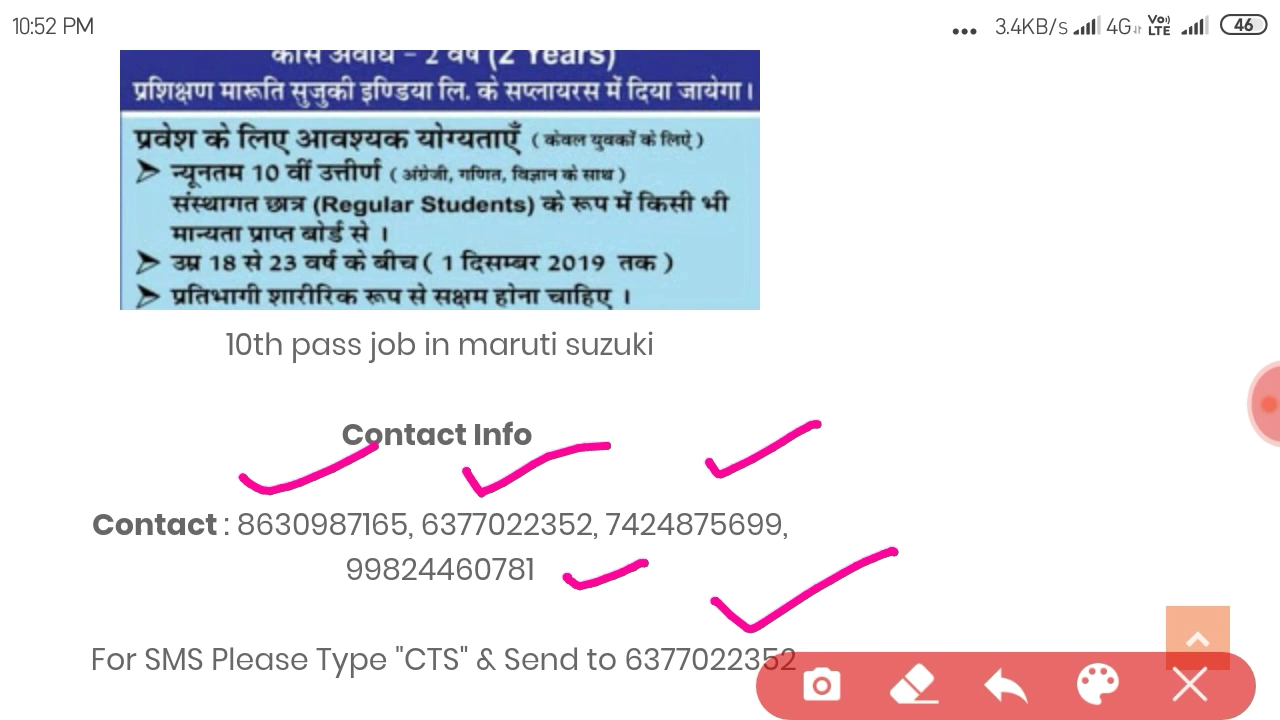 10:52 PM ... 3.4KB/s 4G Vo) LTE 46
कोर्स अवधि – 2 वर्ष (2 Years)
प्रशिक्षण मारूति सुजुकी इण्डिया लि. के सप्लायरस में दिया जायेगा।
प्रवेश के लिए आवश्यक योग्यताएँ ( केवल युवकों के लिऐ )
➤ न्यूनतम 10 वीं उत्तीर्ण ( अंग्रेजी, गणित, विज्ञान के साथ )
संस्थागत छात्र (Regular Students) के रूप में किसी भी
मान्यता प्राप्त बोर्ड से ।
➤ उम्र 18 से 23 वर्ष के बीच ( 1 दिसम्बर 2019 तक )
➤ प्रतिभागी शारीरिक रूप से सक्षम होना चाहिए ।
10th pass job in maruti suzuki
Contact Info
Contact : 8630987165, 6377022352, 7424875699,
99824460781
For SMS Please Type "CTS" & Send to 6377022352